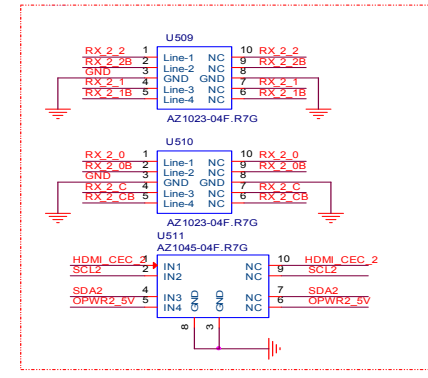 U509
RX_2_2 1 Line-1 NC 10 RX_2_2
RX_2_2B 2 Line-2 NC 9 RX_2_2B
GND 3 GND GND 8
RX_2_1 4 Line-3 NC 7 RX_2_1
RX_2_1B 5 Line-4 NC 6 RX_2_1B
AZ1023-04F.R7G
U510
RX_2_0 1 Line-1 NC 10 RX_2_0
RX_2_0B 2 Line-2 NC 9 RX_2_0B
GND 3 GND GND 8
RX_2_C 4 Line-3 NC 7 RX_2_C
RX_2_CB 5 Line-4 NC 6 RX_2_CB
AZ1023-04F.R7G
U511
AZ1045-04F.R7G
HDMI_CEC_2 1 IN1 NC 10 HDMI_CEC_2
SCL2 2 IN2 NC 9 SCL2
SDA2 4 IN3 NC 7 SDA2
OPWR2_5V 5 IN4 NC 6 OPWR2_5V
GND GND
8 3